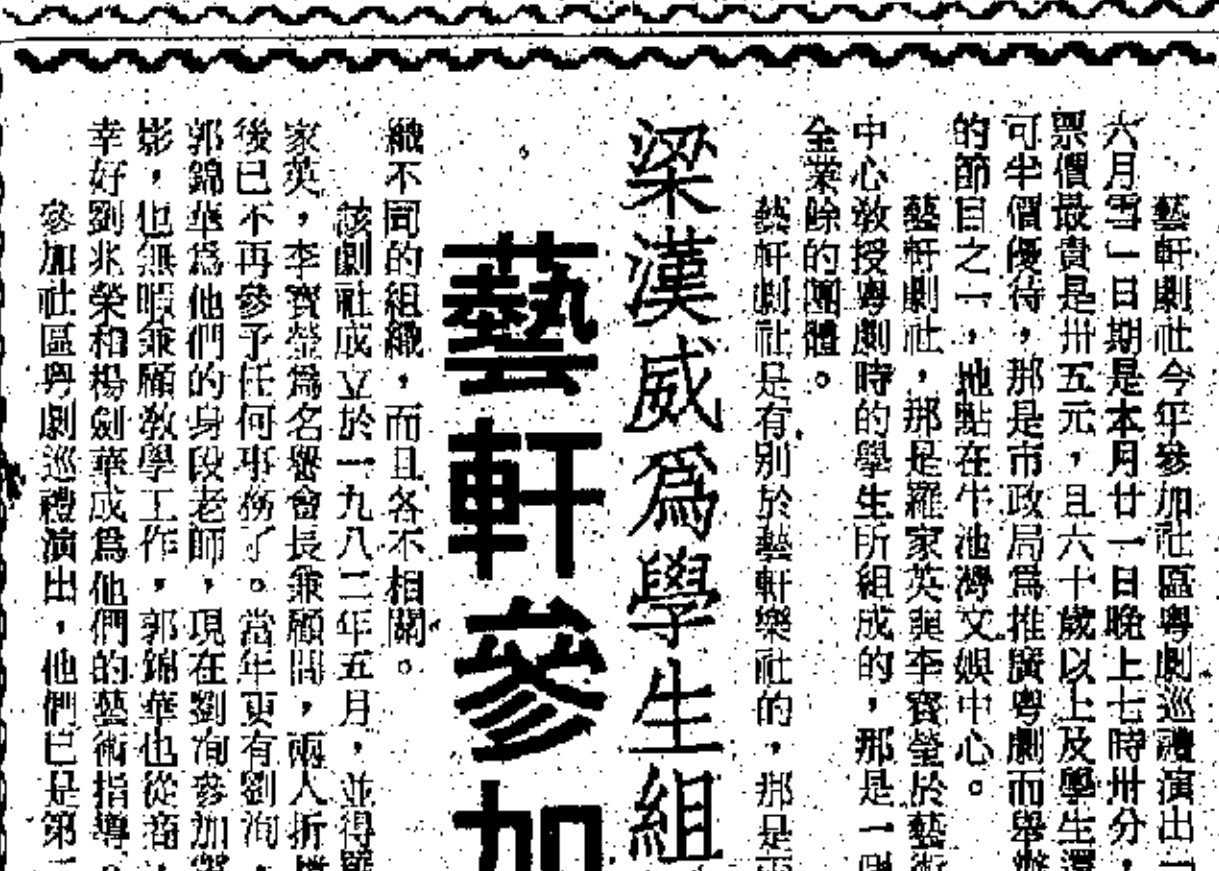 藝軒劇社今年參加社區粵劇巡禮演出「
六月雪」日期是本月廿一日晚上七時卅分，
票價最貴是卅五元，且六十歲以上及學生還
可半價優待，那是市政局為推廣粵劇而舉辦
的節目之一，地點在牛池灣文娛中心。
藝軒劇社，那是羅家英與李寶瑩於藝術
中心教授粵劇時的學生所組成的，那是一個
全業餘的團體。
藝軒劇社是有別於藝軒樂社的，那是兩
梁漢威為學生組
藝軒參加
織不同的組織，而且各不相關。
該劇社成立於一九八二年五月，並得羅
家英，李寶瑩為名譽會長兼顧問，兩人折
後已不再參予任何事務了。當年更有劉洵，
郭錦華為他們的身段老師，現在劉洵參加
影，也無暇兼顧教學工作，郭錦華也從商，
幸好劉兆榮和楊劍華成為他們的藝術指導。
參加社區粵劇巡禮演出，他們已是第